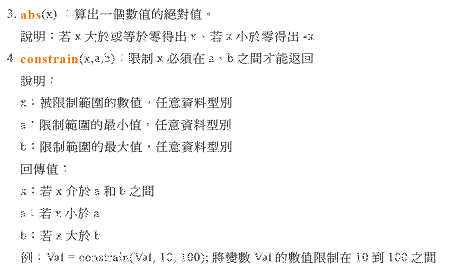 3. abs(x)：算出一個數值的絕對值。
說明：若 x 大於或等於零得出 x、若 x 小於零得出 -x
4. constrain(x,a,b)：限制 x 必須在 a、b 之間才能返回
說明：
x：被限制範圍的數值，任意資料型別
a：限制範圍的最小值，任意資料型別
b：限制範圍的最大值，任意資料型別
回傳值：
x：若 x 介於 a 和 b 之間
a：若 x 小於 a
b：若 x 大於 b
例：Val = constrain(Val, 10, 100); 將變數 Val 的數值限制在 10 到 100 之間